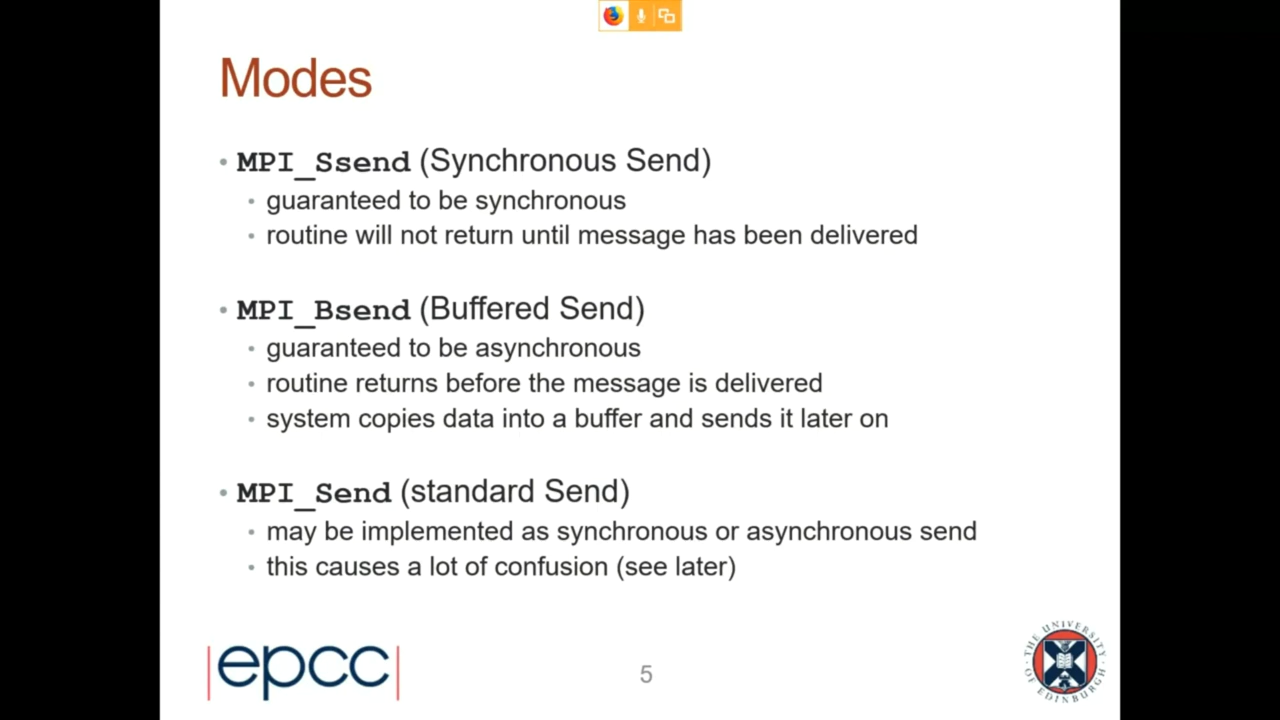 Modes
• MPI_Ssend (Synchronous Send)
• guaranteed to be synchronous
• routine will not return until message has been delivered
• MPI_Bsend (Buffered Send)
• guaranteed to be asynchronous
• routine returns before the message is delivered
• system copies data into a buffer and sends it later on
• MPI_Send (standard Send)
• may be implemented as synchronous or asynchronous send
• this causes a lot of confusion (see later)
|epcc|
5
THE UNIVERSITY OF EDINBURGH